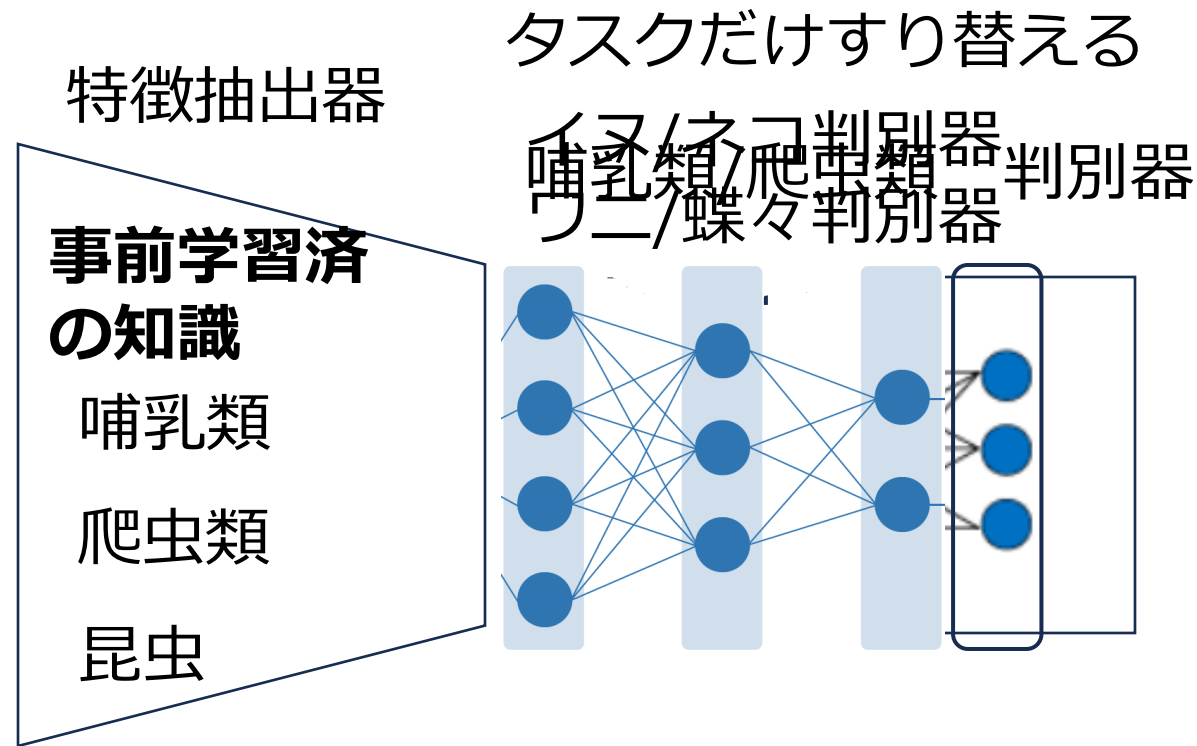 タスクだけすり替える
特徴抽出器
イヌ/ネコ判別器
哺乳類/爬虫類 判別器
ワニ/蝶々判別器
事前学習済
の知識
哺乳類
爬虫類
昆虫